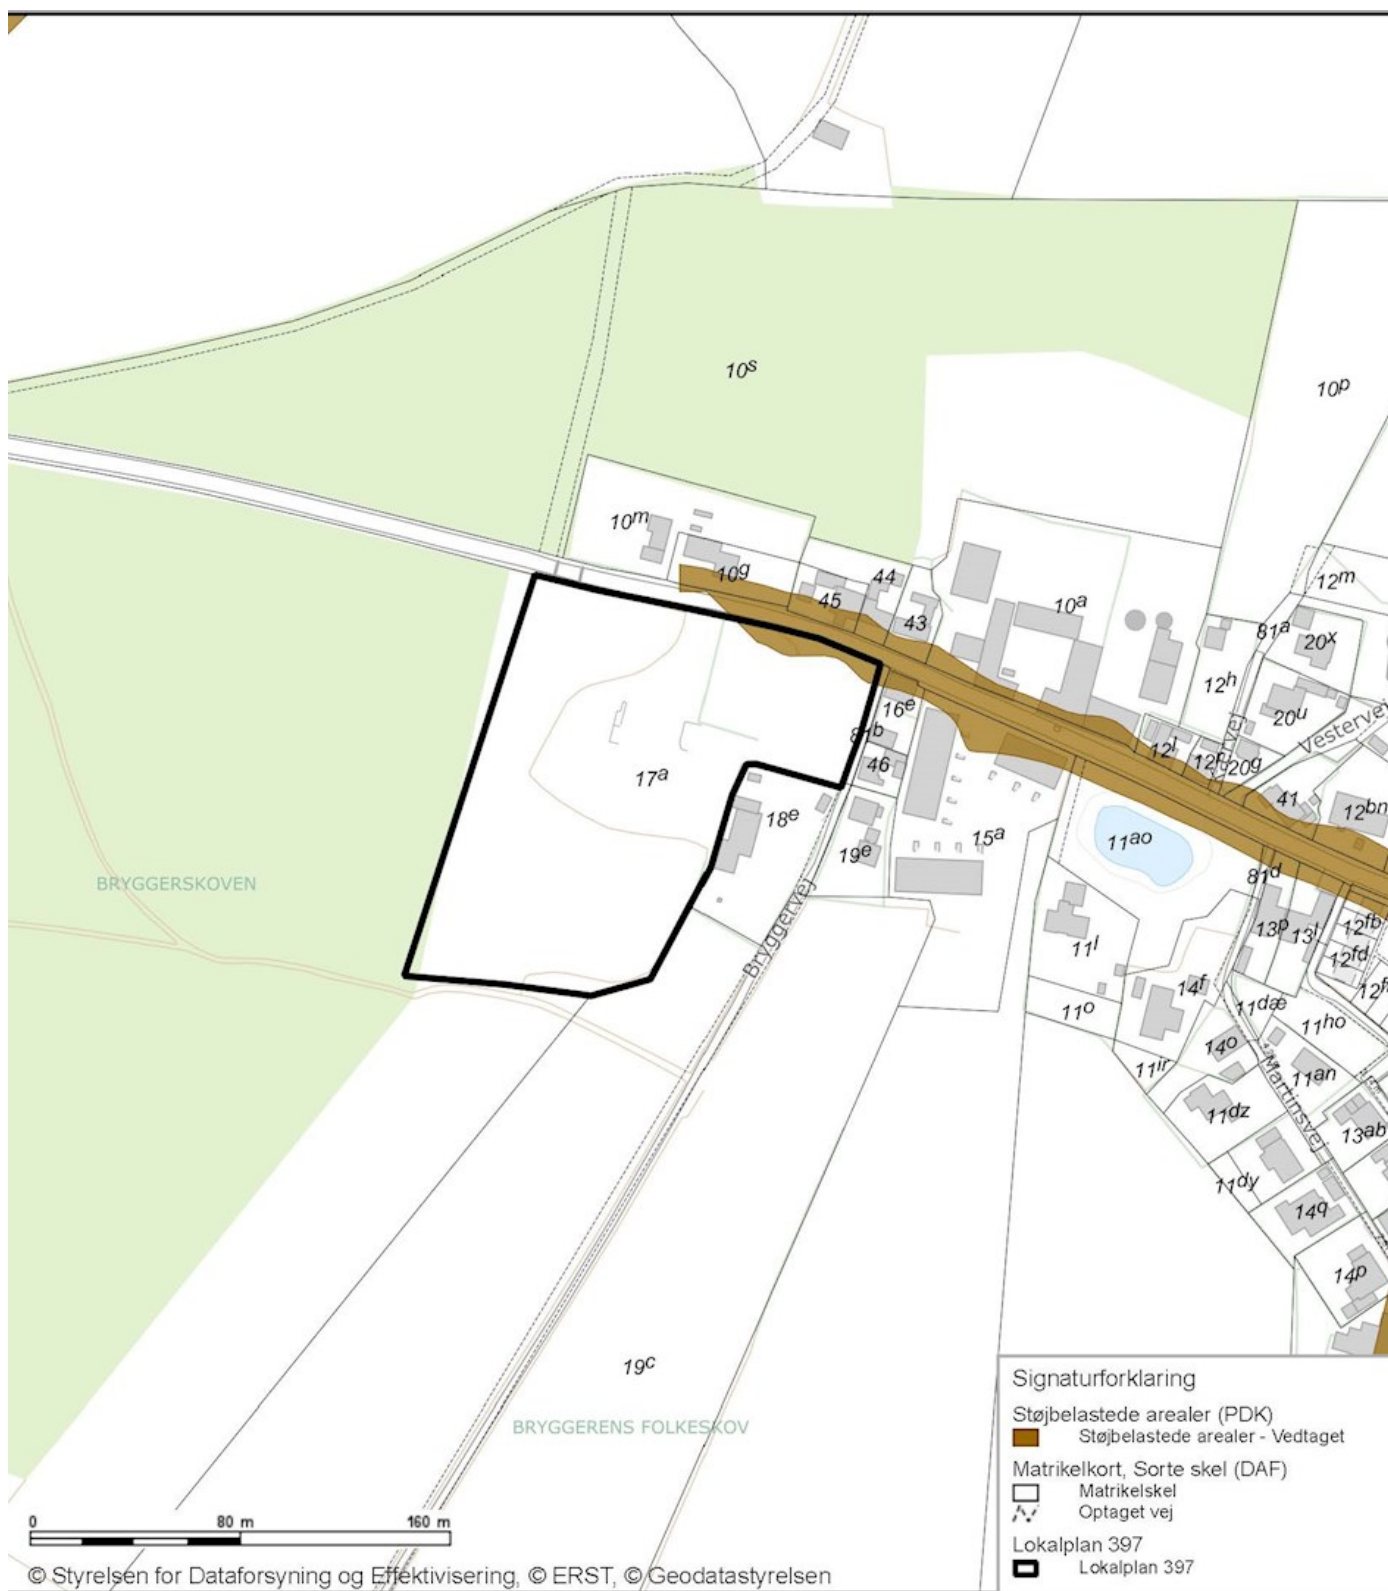 10s
10p
10m
10g
44
45
43
10a
12m
81a
20x
12h
20u
Vestervej
16e
81b
46
12l
20g
17a
41
12bn
18e
19e
15a
11ao
BRYGGERSKOVEN
Bryggervej
81d
13p
13l
12fb
12fd
11l
14f
11o
11dæ
11ho
14o
11ir
11an
Martinsvej
11dz
13ab
11dy
14q
14p
19c
BRYGGERENS FOLKESKOV
Signaturforklaring
Støjbelastede arealer (PDK)
Støjbelastede arealer - Vedtaget
Matrikelkort, Sorte skel (DAF)
Matrikelskel
Optaget vej
Lokalplan 397
Lokalplan 397
0 80 m 160 m
© Styrelsen for Dataforsyning og Effektivisering, © ERST, © Geodatastyrelsen